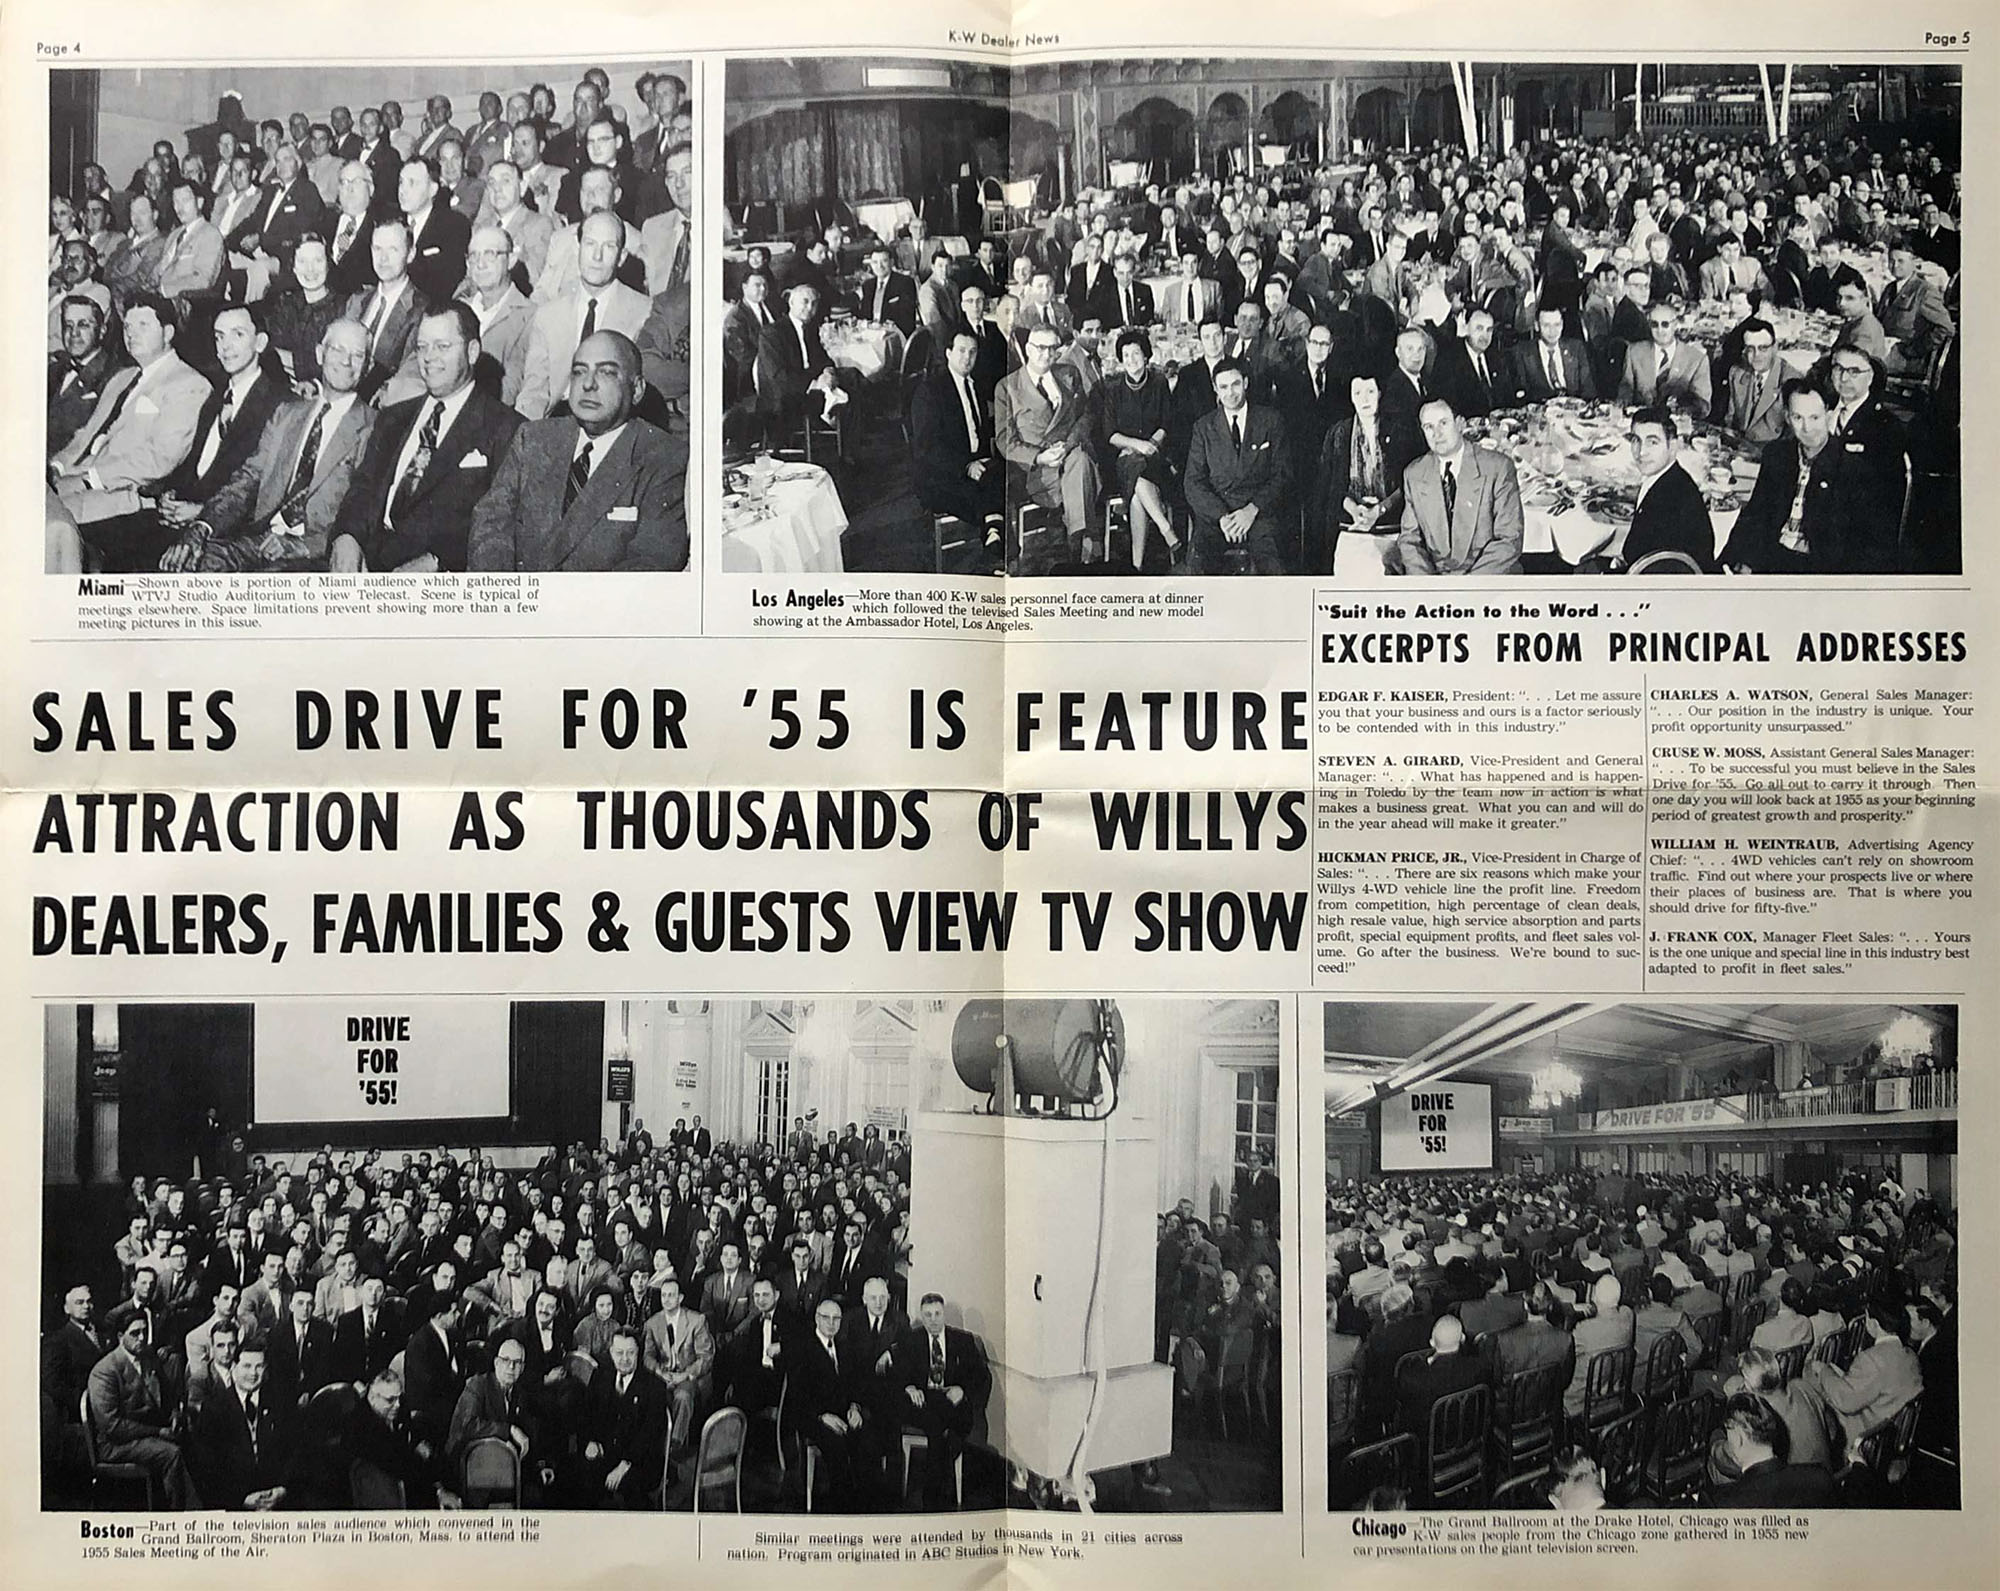 Page 4
K-W Dealer News
Page 5
Miami—Shown above is portion of Miami audience which gathered in
WTVJ Studio Auditorium to view Telecast. Scene is typical of
meetings elsewhere. Space limitations prevent showing more than a few
meeting pictures in this issue.
Los Angeles—More than 400 K-W sales personnel face camera at dinner
which followed the televised Sales Meeting and new model
showing at the Ambassador Hotel, Los Angeles.
SALES DRIVE FOR '55 IS FEATURE
ATTRACTION AS THOUSANDS OF WILLYS
DEALERS, FAMILIES & GUESTS VIEW TV SHOW
"Suit the Action to the Word . . ."
EXCERPTS FROM PRINCIPAL ADDRESSES
EDGAR F. KAISER, President: ". . . Let me assure
you that your business and ours is a factor seriously
to be contended with in this industry."
STEVEN A. GIRARD, Vice-President and General
Manager: ". . . What has happened and is happen-
ing in Toledo by the team now in action is what
makes a business great. What you can and will do
in the year ahead will make it greater."
HICKMAN PRICE, JR., Vice-President in Charge of
Sales: ". . . There are six reasons which make your
Willys 4-WD vehicle line the profit line. Freedom
from competition, high percentage of clean deals,
high resale value, high service absorption and parts
profit, special equipment profits, and fleet sales vol-
ume. Go after the business. We're bound to suc-
ceed!"
CHARLES A. WATSON, General Sales Manager:
". . . Our position in the industry is unique. Your
profit opportunity unsurpassed."
CRUSE W. MOSS, Assistant General Sales Manager:
". . . To be successful you must believe in the Sales
Drive for '55. Go all out to carry it through. Then
one day you will look back at 1955 as your beginning
period of greatest growth and prosperity."
WILLIAM H. WEINTRAUB, Advertising Agency
Chief: ". . . 4WD vehicles can't rely on showroom
traffic. Find out where your prospects live or where
their places of business are. That is where you
should drive for fifty-five."
J. FRANK COX, Manager Fleet Sales: ". . . Yours
is the one unique and special line in this industry best
adapted to profit in fleet sales."
DRIVE
FOR
'55!
Jeep
WILLYS
Willys
DRIVE
FOR
'55!
DRIVE FOR '55
Boston—Part of the television sales audience which convened in the
Grand Ballroom, Sheraton Plaza in Boston, Mass. to attend the
1955 Sales Meeting of the Air.
Similar meetings were attended by thousands in 21 cities across
nation. Program originated in ABC Studios in New York.
Chicago—The Grand Ballroom at the Drake Hotel, Chicago was filled as
K-W sales people from the Chicago zone gathered in 1955 new
car presentations on the giant television screen.